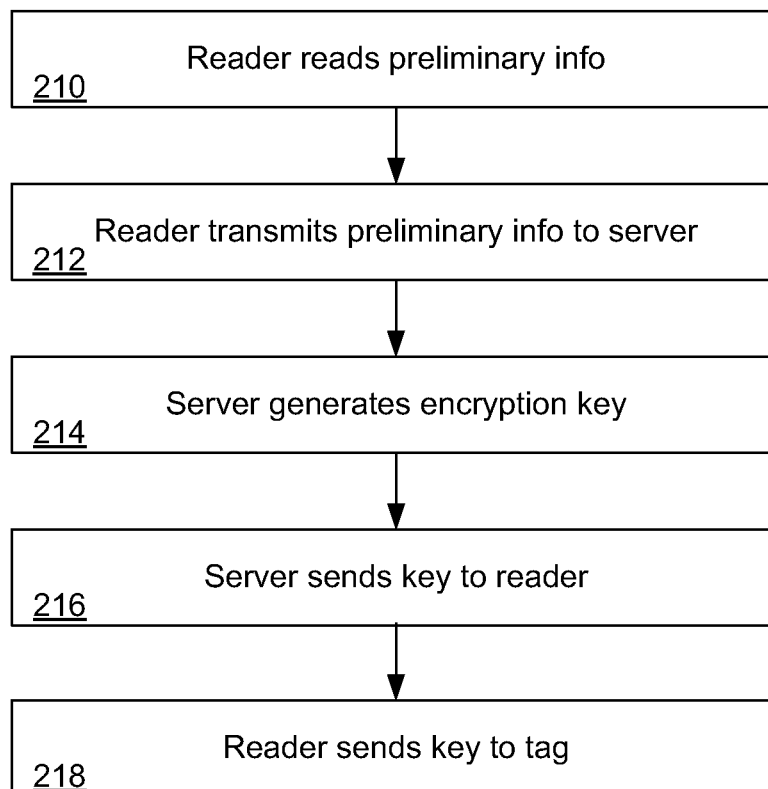 Reader reads preliminary info
210
Reader transmits preliminary info to server
212
Server generates encryption key
214
Server sends key to reader
216
Reader sends key to tag
218